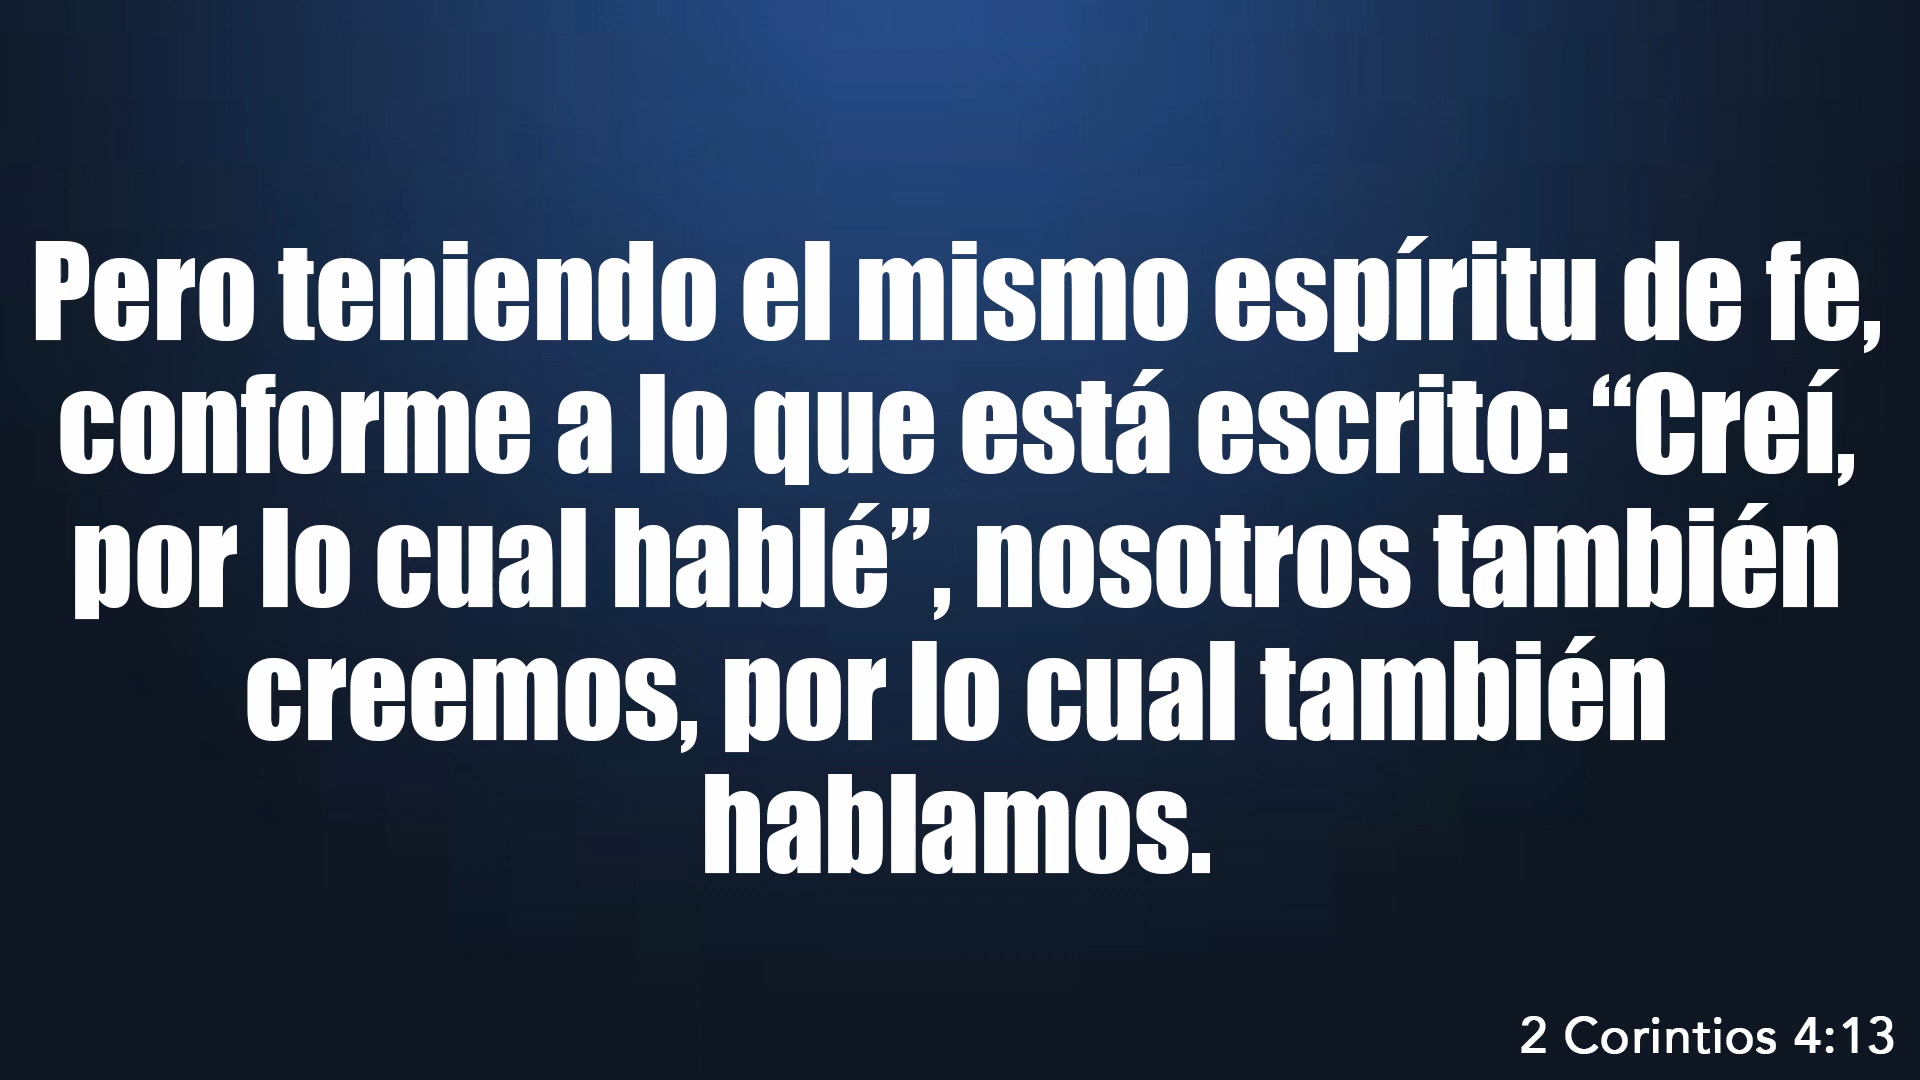 Pero teniendo el mismo espíritu de fe,
conforme a lo que está escrito: “Creí,
por lo cual hablé”, nosotros también
creemos, por lo cual también
hablamos.
2 Corintios 4:13